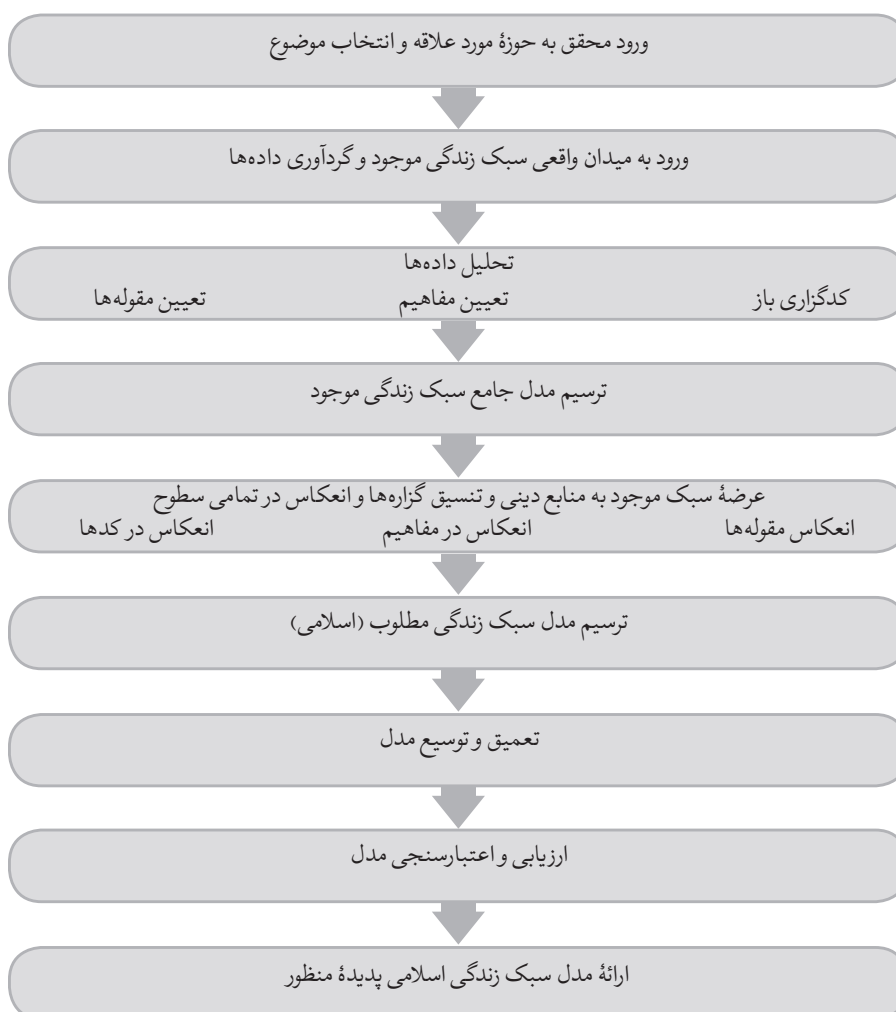 ورود محقق به حوزهٔ مورد علاقه و انتخاب موضوع
ورود به میدان واقعی سبک زندگی موجود و گردآوری داده‌ها
تحلیل داده‌ها
کدگزاری باز تعیین مفاهیم تعیین مقوله‌ها
ترسیم مدل جامع سبک زندگی موجود
عرضهٔ سبک موجود به منابع دینی و تنسیق گزاره‌ها و انعکاس در تمامی سطوح
انعکاس مقوله‌ها انعکاس در مفاهیم انعکاس در کدها
ترسیم مدل سبک زندگی مطلوب (اسلامی)
تعمیق و توسیع مدل
ارزیابی و اعتبارسنجی مدل
ارائهٔ مدل سبک زندگی اسلامی پدیدهٔ منظور